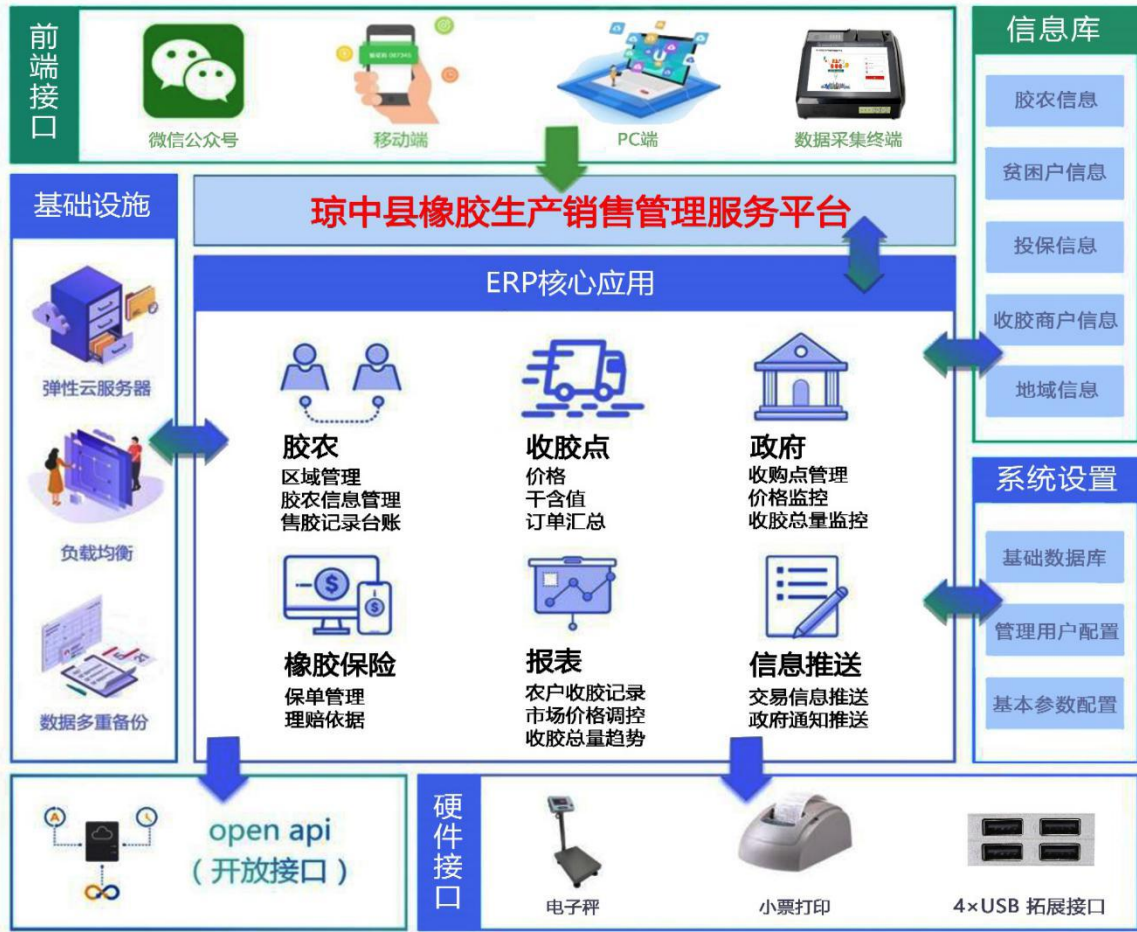 前端接口
微信公众号
移动端
PC端
数据采集终端
信息库
胶农信息
贫困户信息
投保信息
收胶商户信息
地域信息
基础设施
弹性云服务器
负载均衡
数据多重备份
琼中县橡胶生产销售管理服务平台
ERP核心应用
胶农
区域管理
胶农信息管理
售胶记录台账
收胶点
价格
干含值
订单汇总
政府
收购点管理
价格监控
收胶总量监控
橡胶保险
保单管理
理赔依据
报表
农户收胶记录
市场价格调控
收胶总量趋势
信息推送
交易信息推送
政府通知推送
系统设置
基础数据库
管理用户配置
基本参数配置
open api
（开放接口）
硬件接口
电子秤
小票打印
4×USB 拓展接口